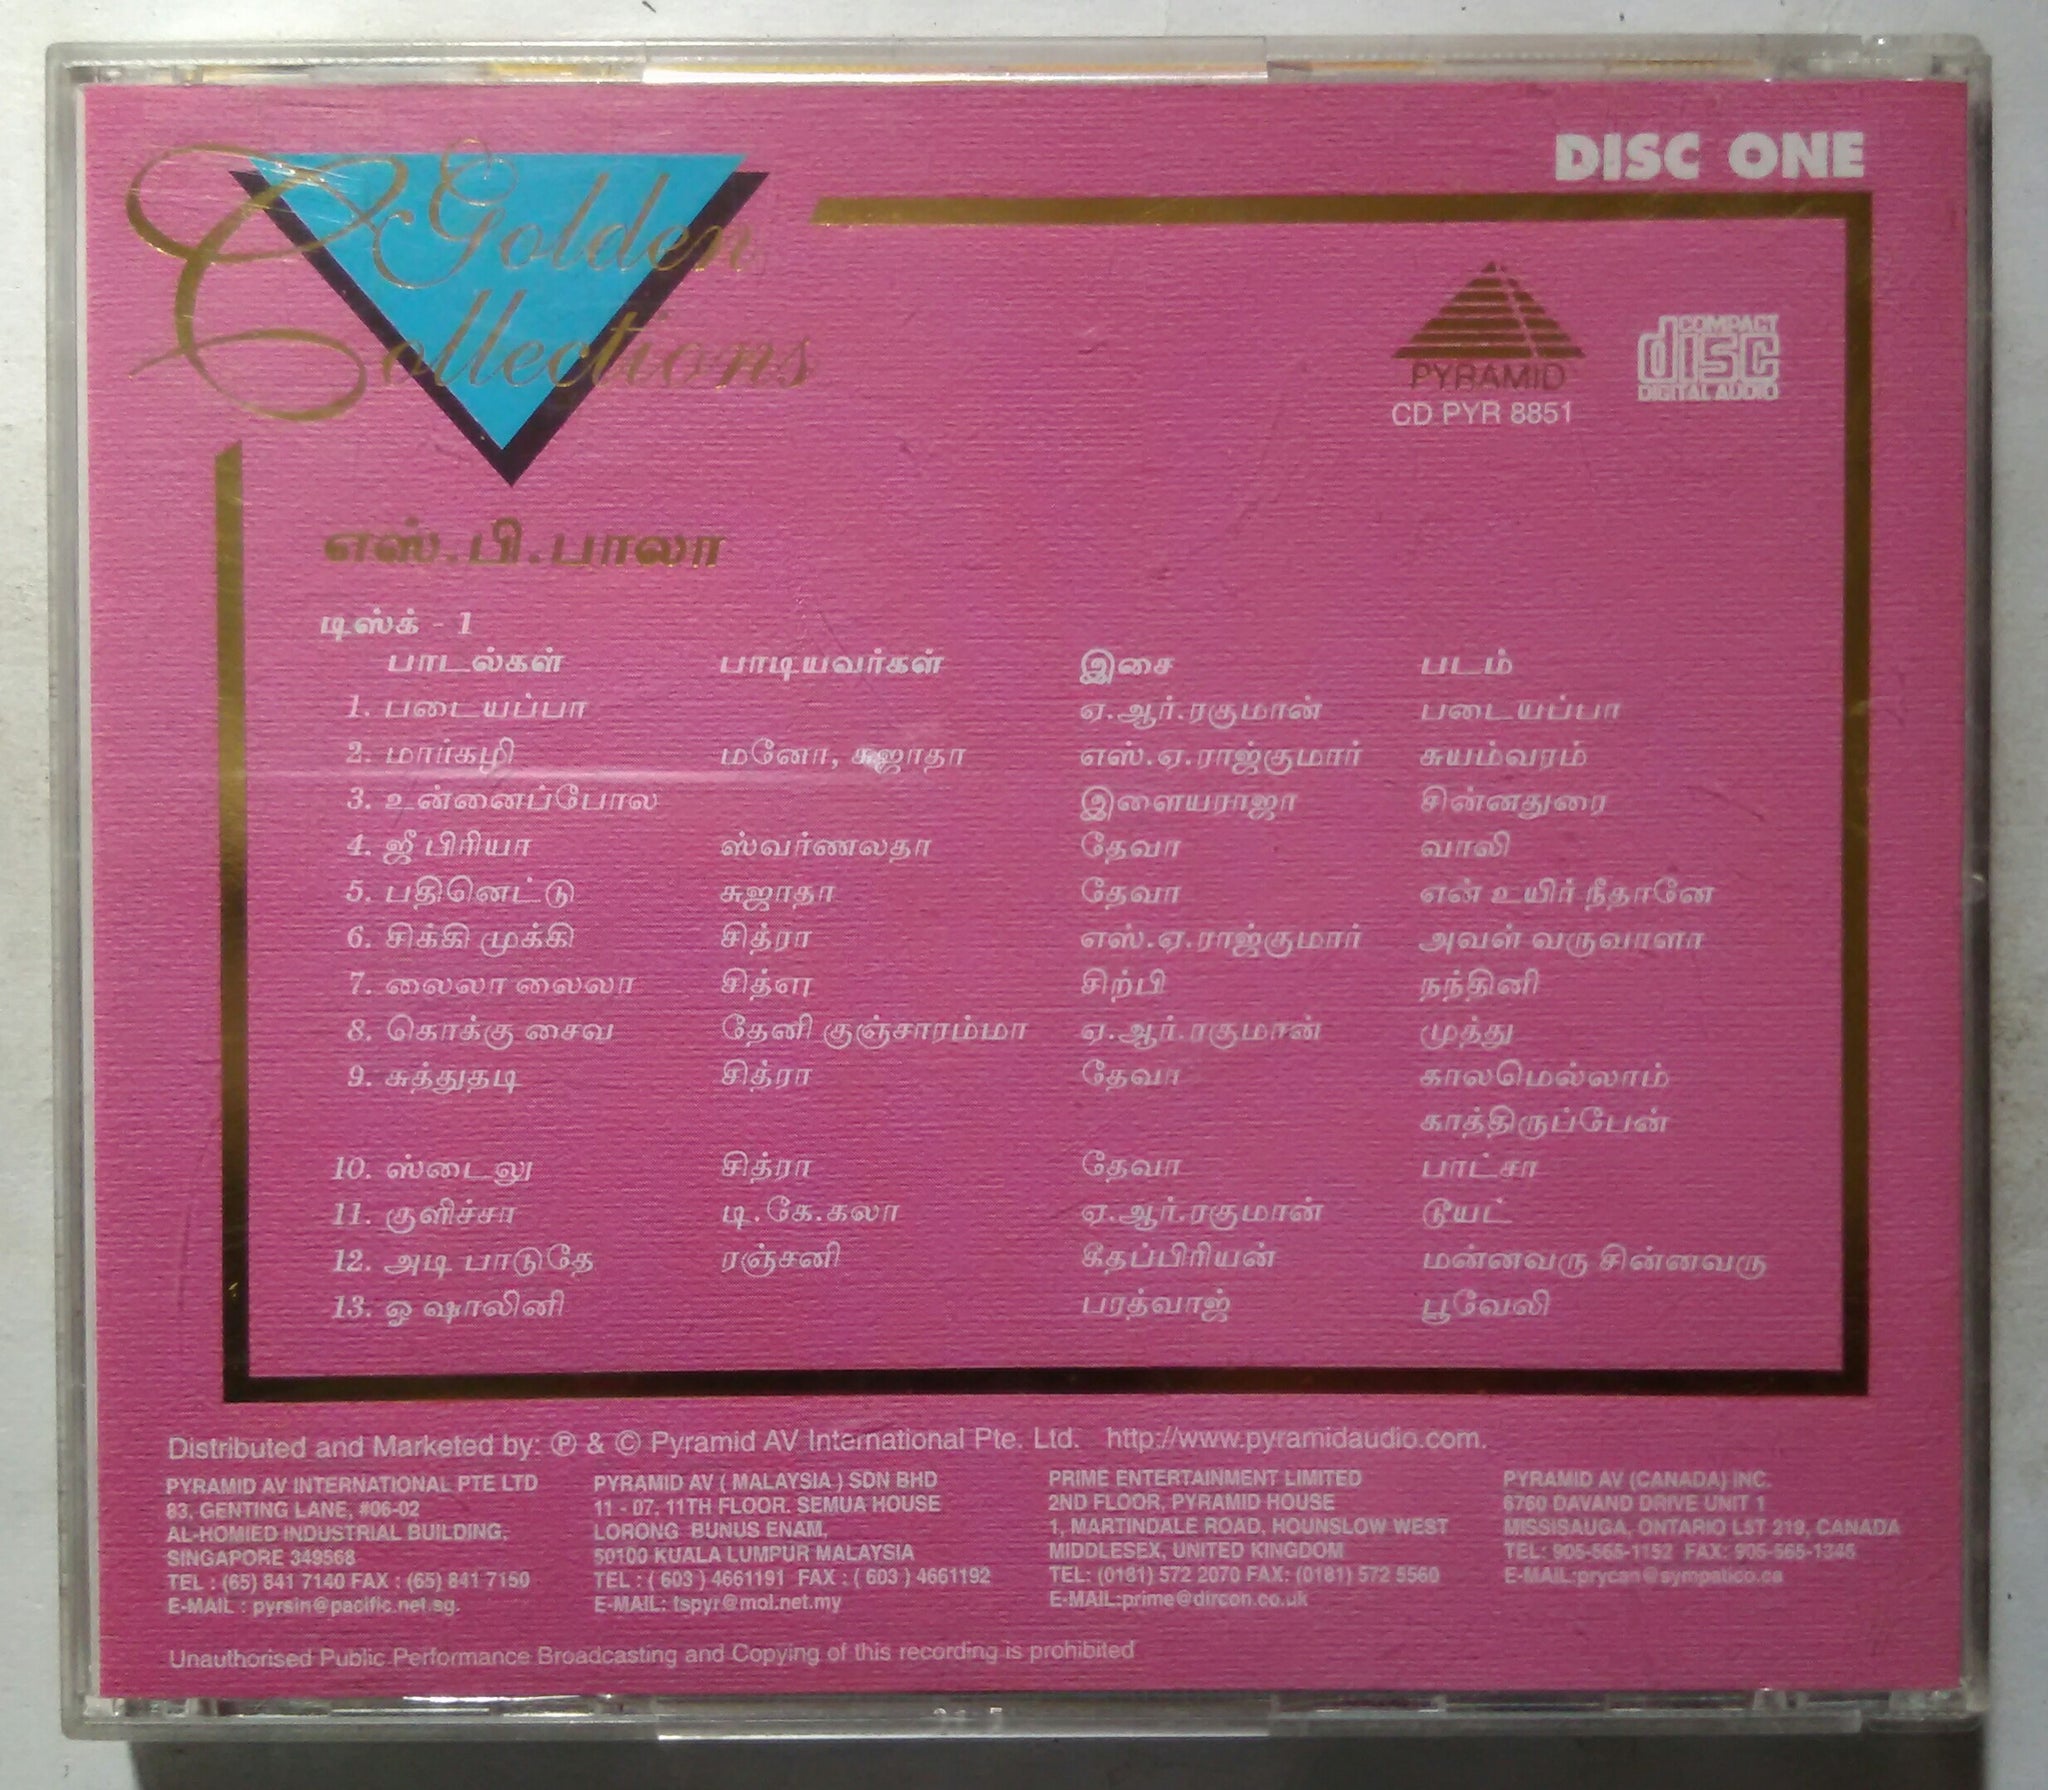 DISC ONE
Golden
Collections
PYRAMID
CD PYR 8851
COMPACT
disc
DIGITAL AUDIO
எஸ்.பி.பாலா
டிஸ்க் - 1
பாடல்கள் பாடியவர்கள் இசை படம்
1. படையப்பா ஏ.ஆர்.ரகுமான் படையப்பா
2. மார்கழி மனோ, சுஜாதா எஸ்.ஏ.ராஜ்குமார் சுயம்வரம்
3. உன்னைப்போல இளையராஜா சின்னதுரை
4. ஜீ பிரியா ஸ்வர்ணலதா தேவா வாலி
5. பதினெட்டு சுஜாதா தேவா என் உயிர் நீதானே
6. சிக்கி முக்கி சித்ரா எஸ்.ஏ.ராஜ்குமார் அவள் வருவாளா
7. லைலா லைலா சிற்பி நந்தினி
8. கொக்கு சைவ தேனி குஞ்சாரம்மா ஏ.ஆர்.ரகுமான் முத்து
9. சுத்துதடி சித்ரா தேவா காலமெல்லாம்
காத்திருப்பேன்
10. ஸ்டைலு சித்ரா தேவா பாட்சா
11. குளிச்சா டி.கே.கலா ஏ.ஆர்.ரகுமான் டூயட்
12. அடி பாடுதே ரஞ்சனி கீதப்பிரியன் மன்னவரு சின்னவரு
13. ஓ ஷாலினி பரத்வாஜ் பூவேலி
Distributed and Marketed by: ℗ & © Pyramid AV International Pte. Ltd. http://www.pyramidaudio.com.
PYRAMID AV INTERNATIONAL PTE LTD
83, GENTING LANE, #06-02
AL-HOMIED INDUSTRIAL BUILDING,
SINGAPORE 349568
TEL : (65) 841 7140 FAX : (65) 841 7150
E-MAIL : pyrsin@pacific.net.sg.
PYRAMID AV ( MALAYSIA ) SDN BHD
11 - 07. 11TH FLOOR. SEMUA HOUSE
LORONG BUNUS ENAM,
50100 KUALA LUMPUR MALAYSIA
TEL : ( 603 ) 4661191 FAX : ( 603 ) 4661192
E-MAIL: tspyr@mol.net.my
PRIME ENTERTAINMENT LIMITED
2ND FLOOR, PYRAMID HOUSE
1, MARTINDALE ROAD, HOUNSLOW WEST
MIDDLESEX, UNITED KINGDOM
TEL: (0181) 572 2070 FAX: (0181) 572 5560
E-MAIL:prime@dircon.co.uk
PYRAMID AV (CANADA) INC.
6760 DAVAND DRIVE UNIT 1
MISSISAUGA, ONTARIO L5T 219, CANADA
TEL: 905-565-1152 FAX: 905-565-1346
E-MAIL:prycan@sympatico.ca
Unauthorised Public Performance Broadcasting and Copying of this recording is prohibited